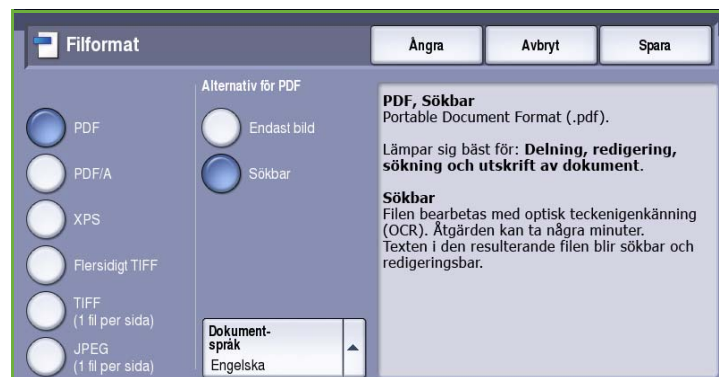 Filformat
Ångra
Avbryt
Spara
PDF
PDF/A
XPS
Flersidigt TIFF
TIFF
(1 fil per sida)
JPEG
(1 fil per sida)
Alternativ för PDF
Endast bild
Sökbar
Dokument-
språk
Engelska
PDF, Sökbar
Portable Document Format (.pdf).
Lämpar sig bäst för: Delning, redigering,
sökning och utskrift av dokument.
Sökbar
Filen bearbetas med optisk teckenigenkänning
(OCR). Åtgärden kan ta några minuter.
Texten i den resulterande filen blir sökbar och
redigeringsbar.